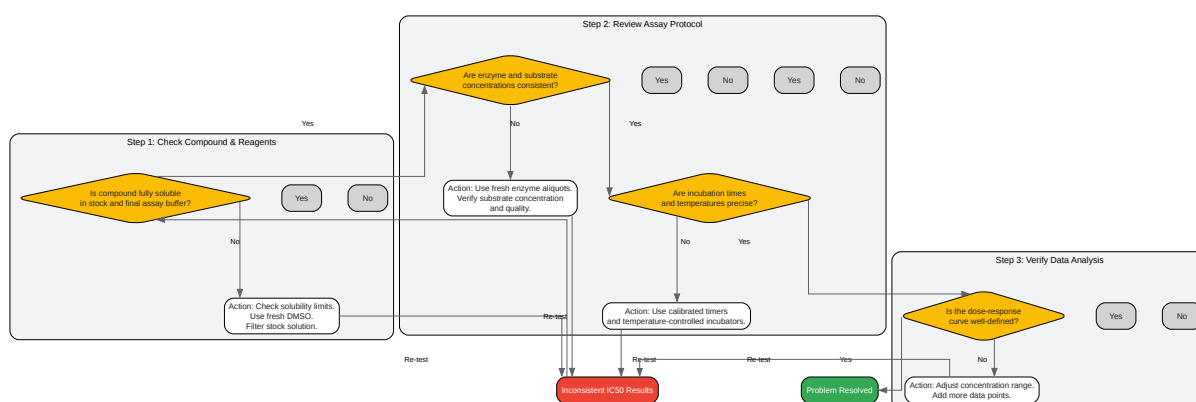 Step 2: Review Assay Protocol
Are enzyme and substrate
concentrations consistent?
Yes
No
Yes
No
Yes
No
Yes
Step 1: Check Compound & Reagents
Is compound fully soluble
in stock and final assay buffer?
Yes
No
Action: Use fresh enzyme aliquots.
Verify substrate concentration
and quality.
Are incubation times
and temperatures precise?
No
No
Yes
Step 3: Verify Data Analysis
Action: Check solubility limits.
Use fresh DMSO.
Filter stock solution.
Re-test
Action: Use calibrated timers
and temperature-controlled incubators.
Is the dose-response
curve well-defined?
Yes
No
Re-test
Re-test
Re-test
Yes
No
Inconsistent IC50 Results
Problem Resolved
Action: Adjust concentration range.
Add more data points.